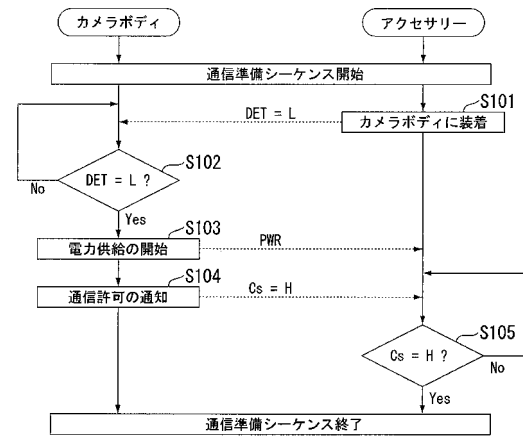 カメラボディ
アクセサリー
通信準備シーケンス開始
S101
DET = L
カメラボディに装着
S102
DET = L ?
No
Yes
S103
電力供給の開始
PWR
S104
通信許可の通知
Cs = H
S105
Cs = H ?
No
Yes
通信準備シーケンス終了